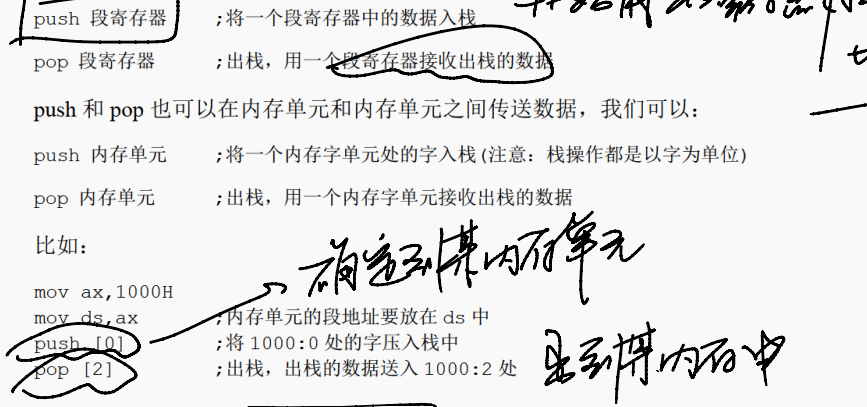 push 段寄存器 ;将一个段寄存器中的数据入栈
pop 段寄存器 ;出栈，用一个段寄存器接收出栈的数据
push 和 pop 也可以在内存单元和内存单元之间传送数据，我们可以：
push 内存单元 ;将一个内存字单元处的字入栈(注意：栈操作都是以字为单位)
pop 内存单元 ;出栈，用一个内存字单元接收出栈的数据
比如：
确定到某内存单元
mov ax,1000H
mov ds,ax ;内存单元的段地址要放在 ds 中
push [0] ;将 1000:0 处的字压入栈中
pop [2] ;出栈，出栈的数据送入 1000:2 处
到某内存中